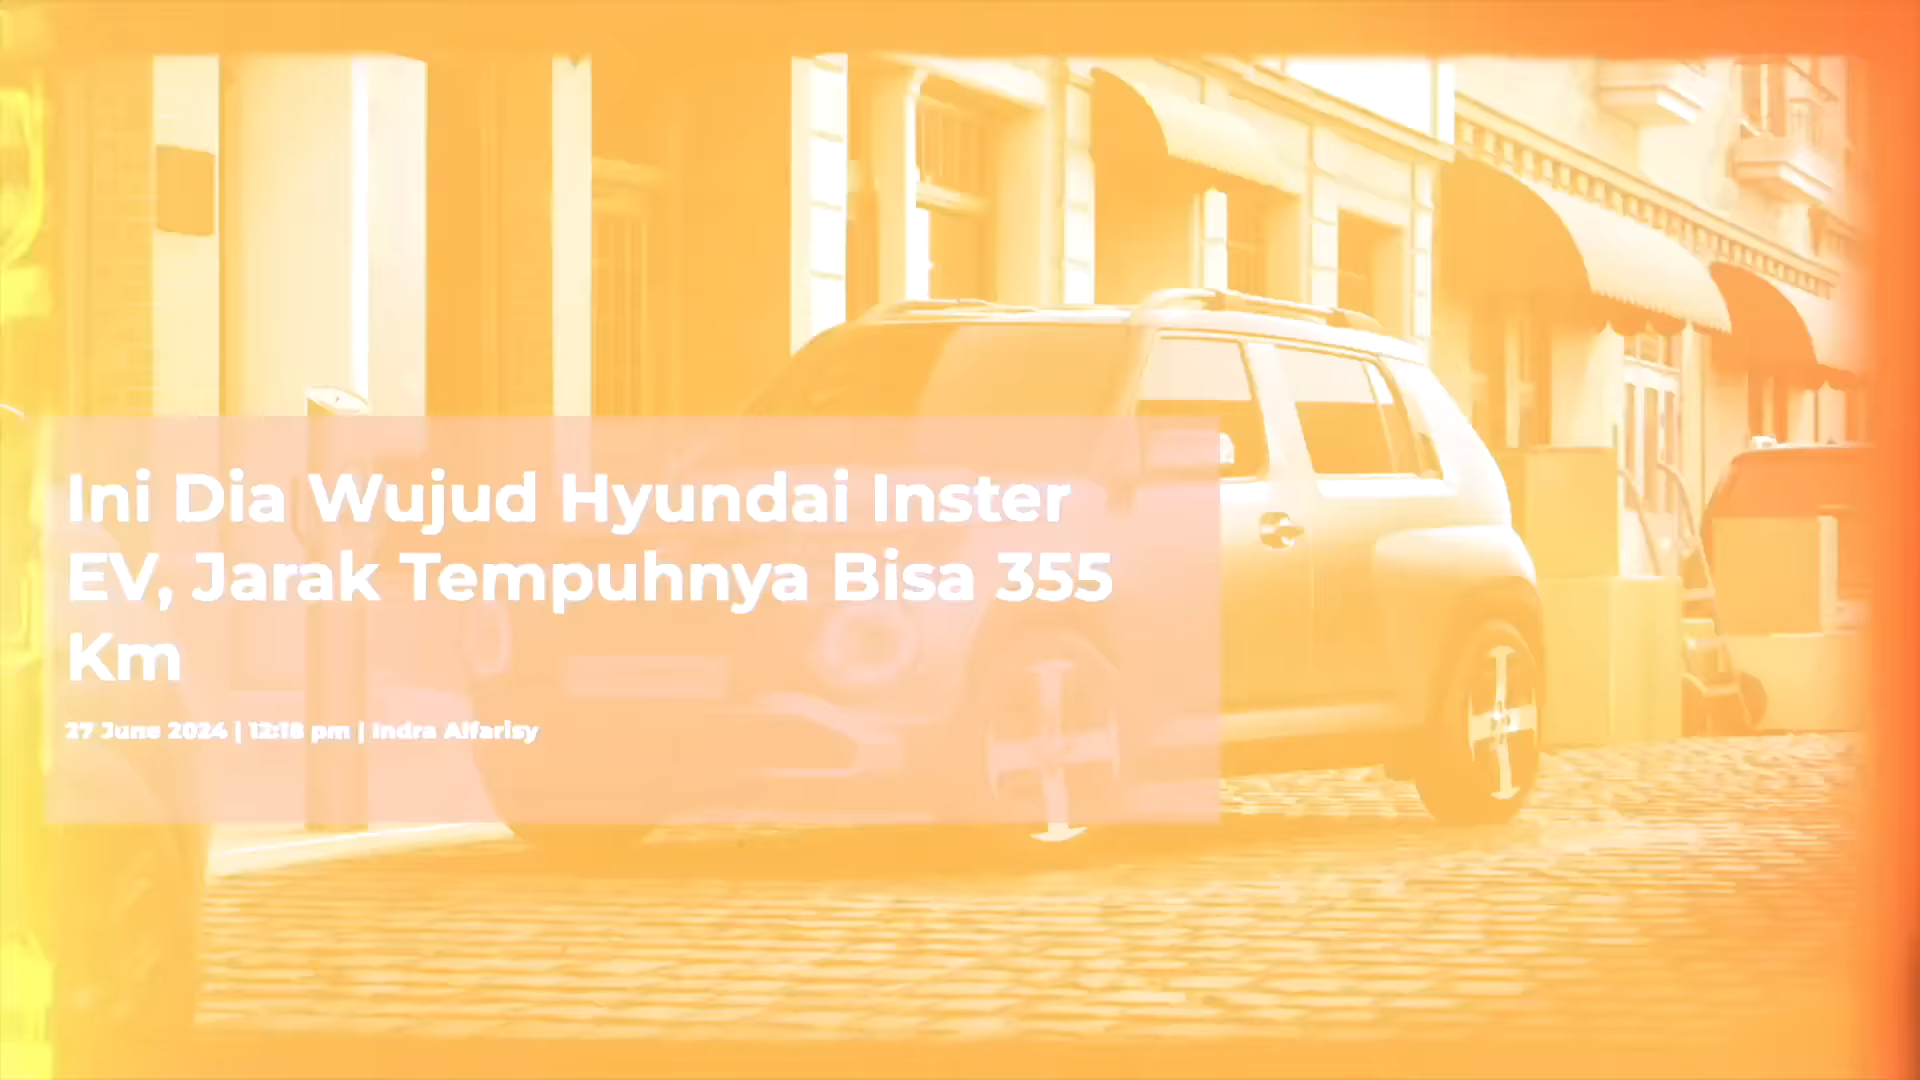 Ini Dia Wujud Hyundai Inster
EV, Jarak Tempuhnya Bisa 355
Km
27 June 2024 | 12:18 pm | Indra Alfarisy